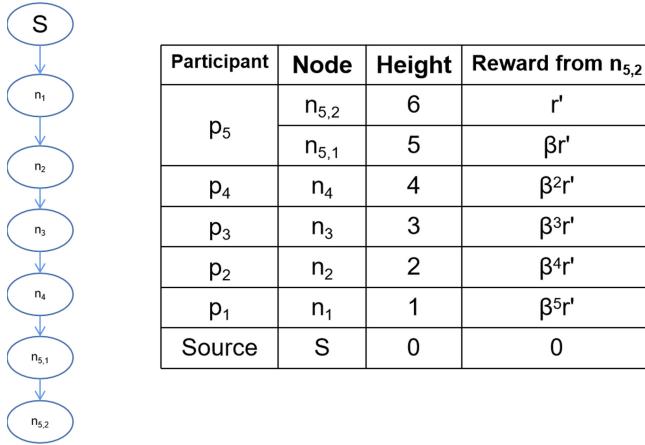 S
n₁
n₂
n₃
n₄
n₅,₁
n₅,₂
Participant Node Height Reward from n₅,₂
p₅ n₅,₂ 6 r'
n₅,₁ 5 βr'
p₄ n₄ 4 β²r'
p₃ n₃ 3 β³r'
p₂ n₂ 2 β⁴r'
p₁ n₁ 1 β⁵r'
Source S 0 0